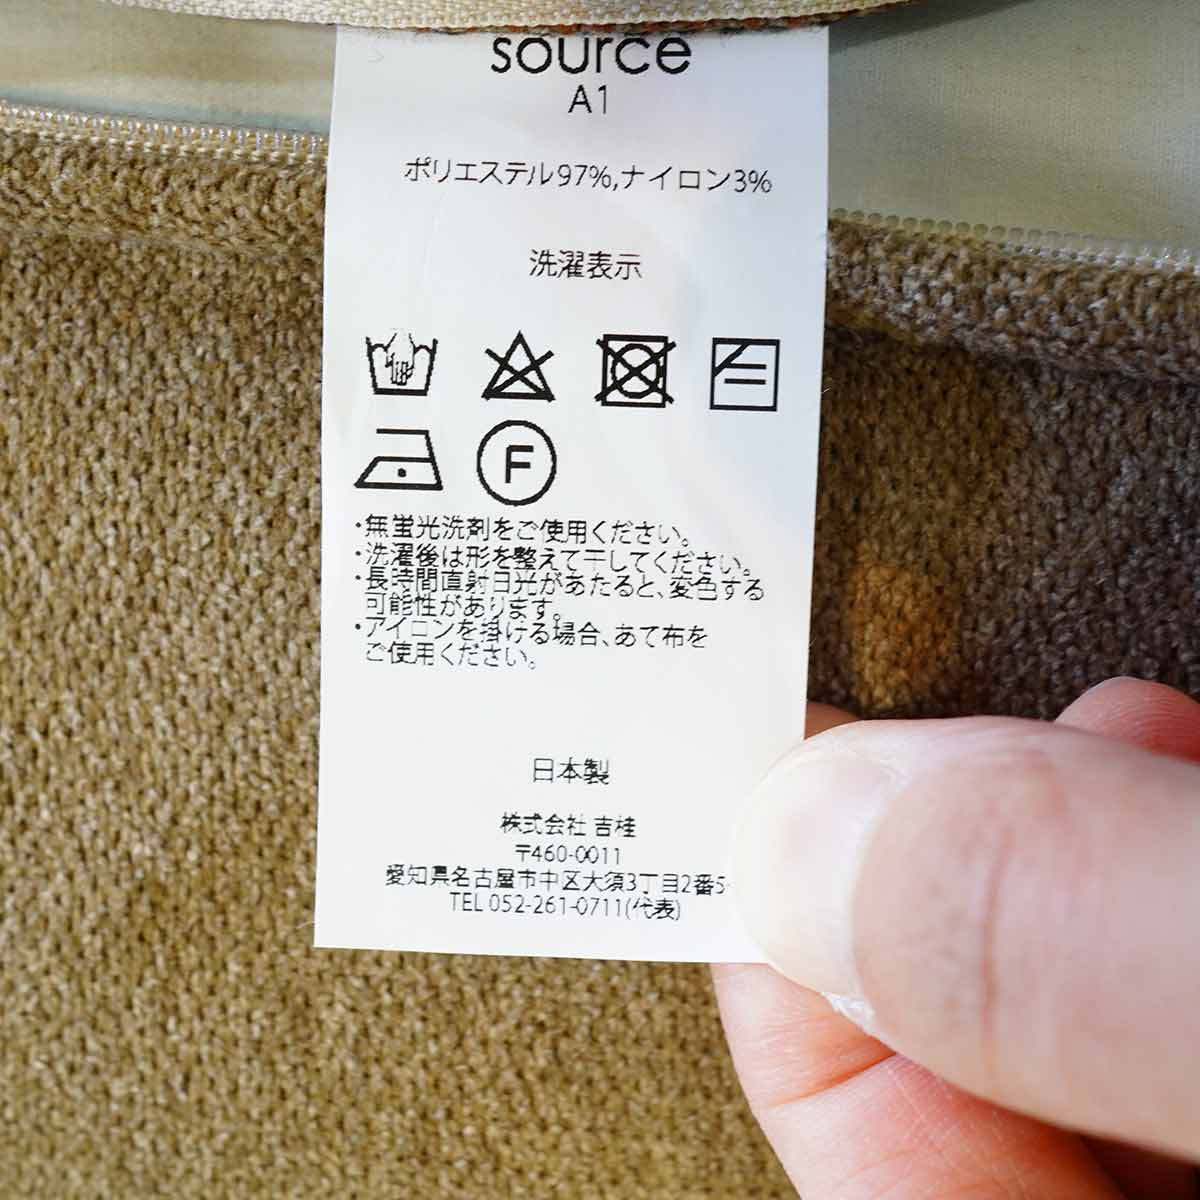 source
A1
ポリエステル97%,ナイロン3%
洗濯表示
F
・無蛍光洗剤をご使用ください。
・洗濯後は形を整えて干してください。
・長時間直射日光があたると、変色する
可能性があります。
・アイロンを掛ける場合、あて布を
ご使用ください。
日本製
株式会社 吉桂
〒460-0011
愛知県名古屋市中区大須3丁目2番5-
TEL 052-261-0711(代表)